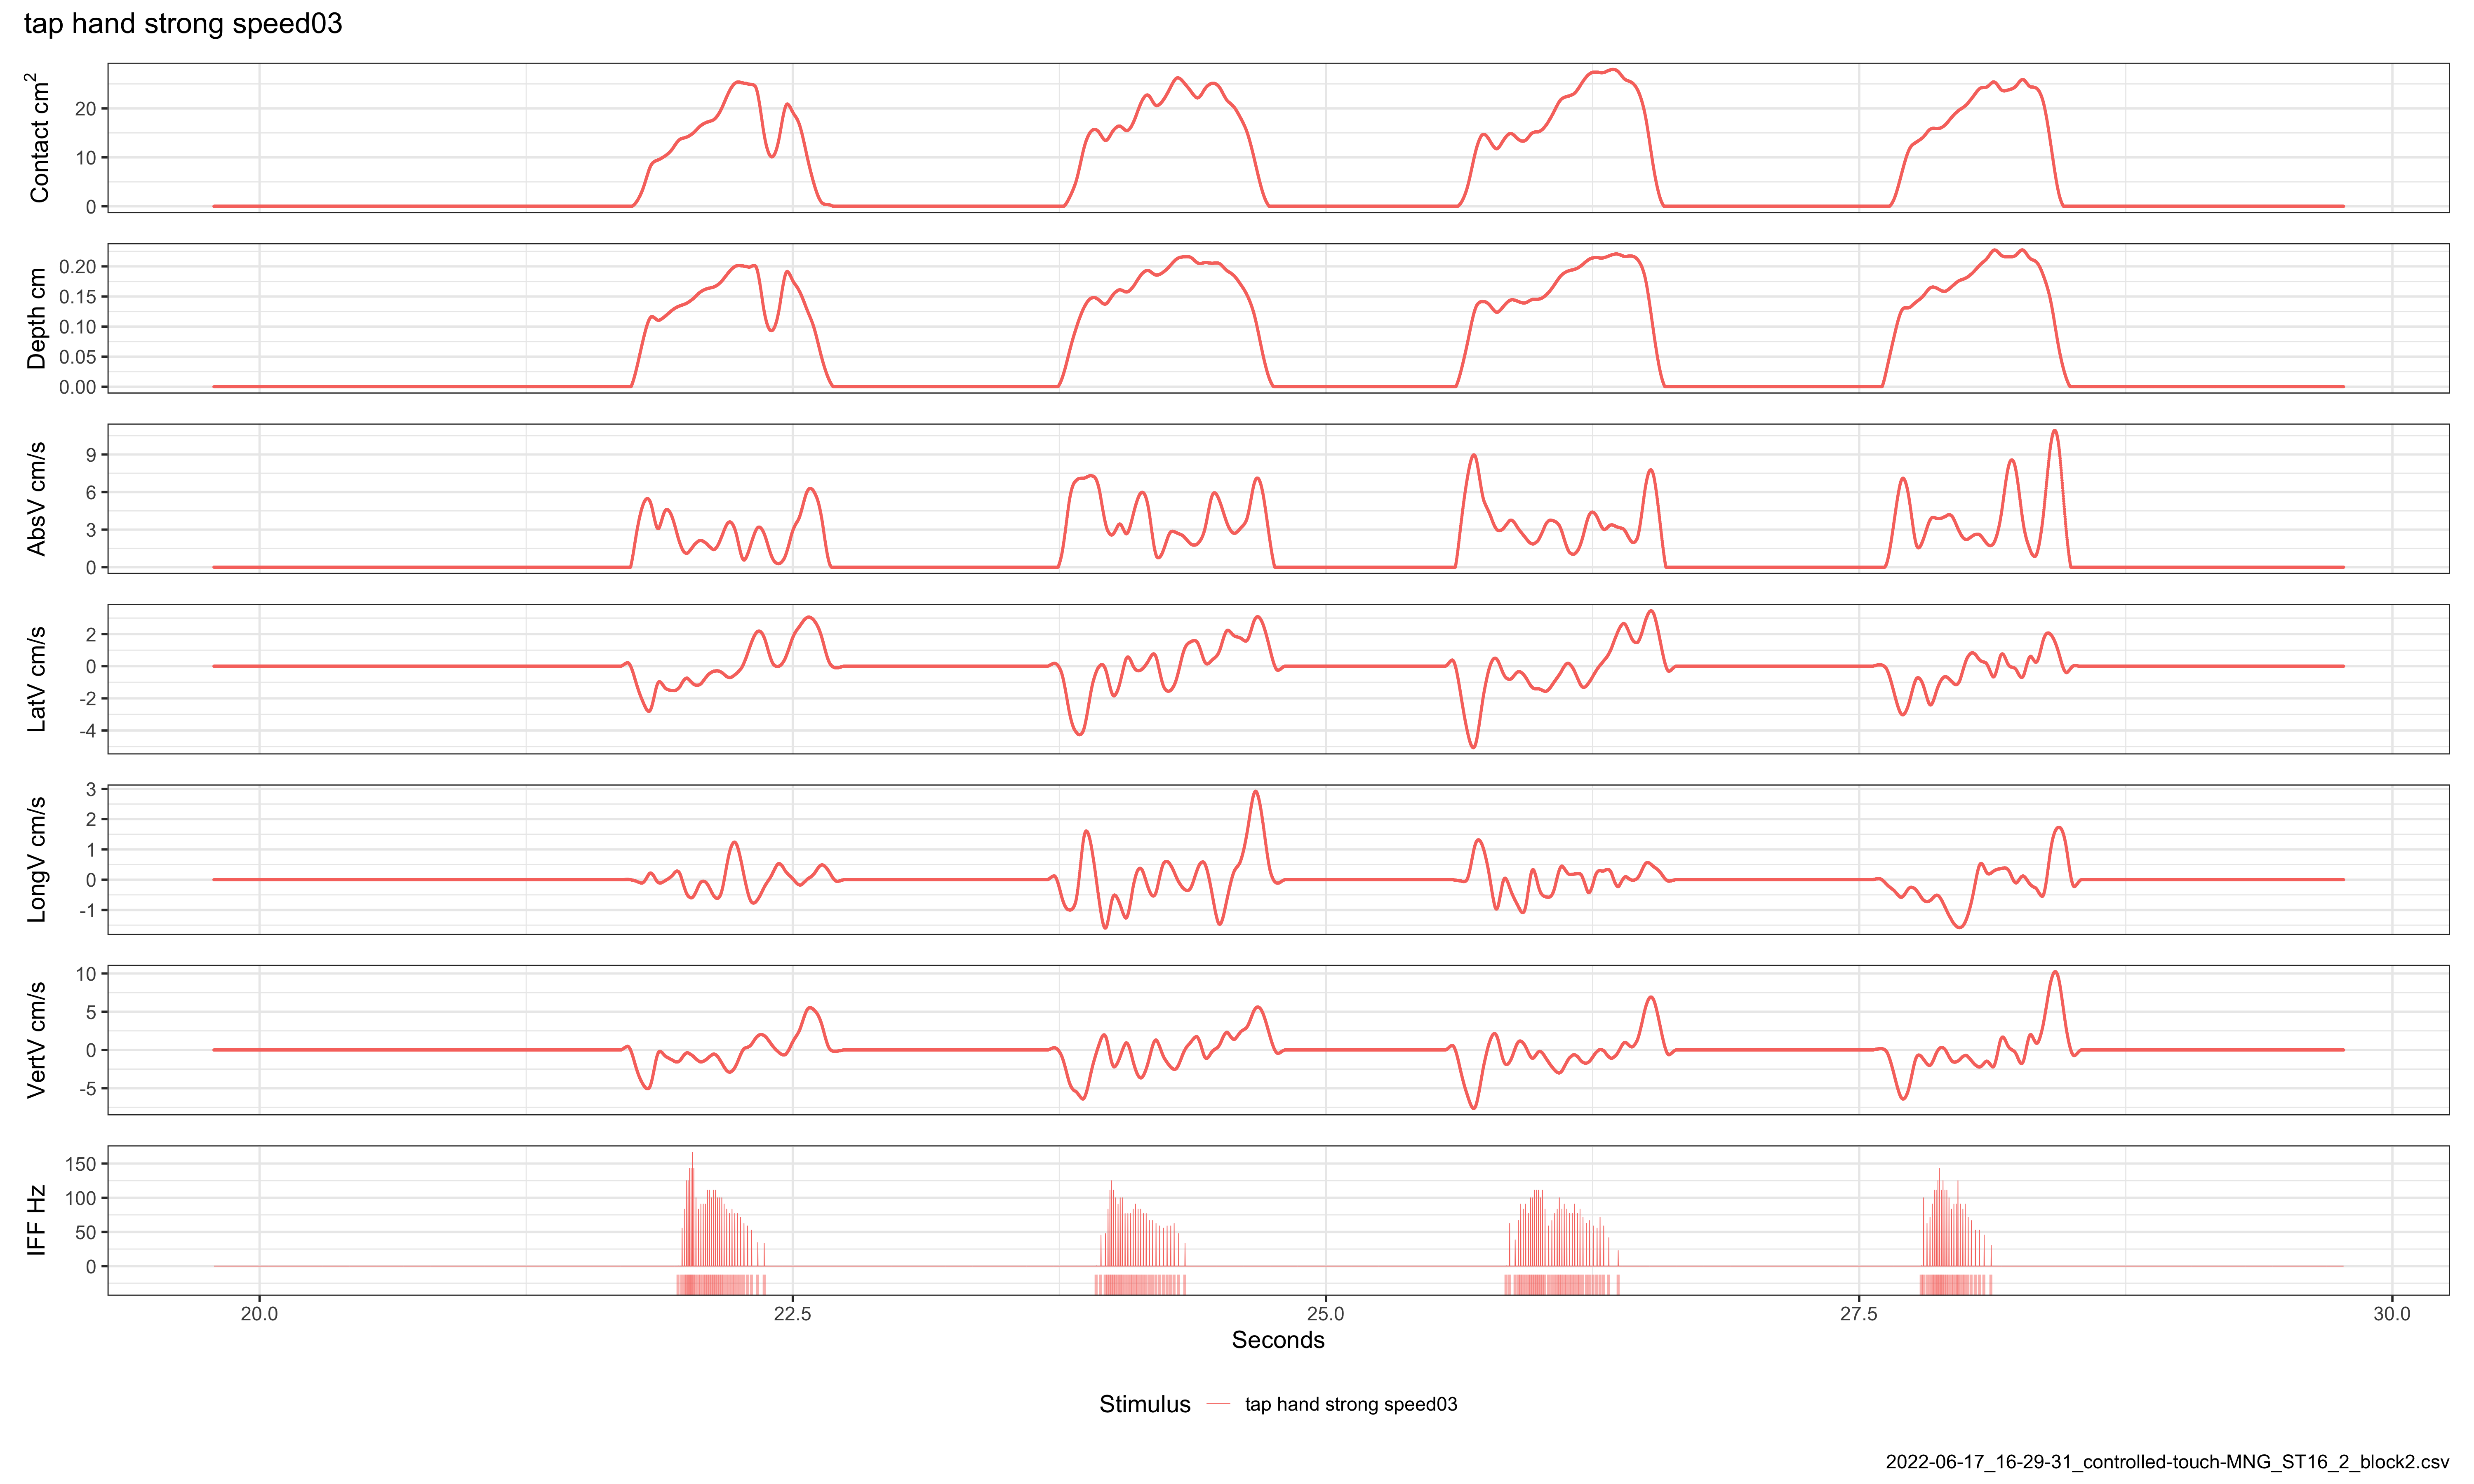 tap hand strong speed03
Contact cm²
20
10
0
Depth cm
0.20
0.15
0.10
0.05
0.00
AbsV cm/s
9
6
3
0
LatV cm/s
2
0
-2
-4
LongV cm/s
3
2
1
0
-1
VertV cm/s
10
5
0
-5
IFF Hz
150
100
50
0
20.0 22.5 25.0 27.5 30.0
Seconds
Stimulus tap hand strong speed03
2022-06-17_16-29-31_controlled-touch-MNG_ST16_2_block2.csv